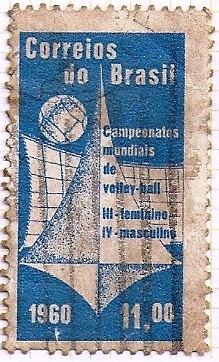 Correios
do Brasil
Campeonatos
mundiais
de
volley-ball
III-feminino
IV-masculino
1960 11,00